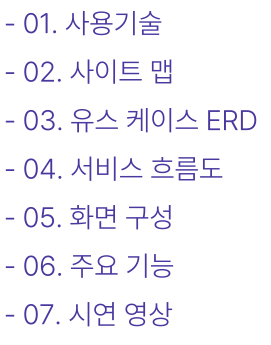 - 01. 사용기술
- 02. 사이트 맵
- 03. 유스 케이스 ERD
- 04. 서비스 흐름도
- 05. 화면 구성
- 06. 주요 기능
- 07. 시연 영상